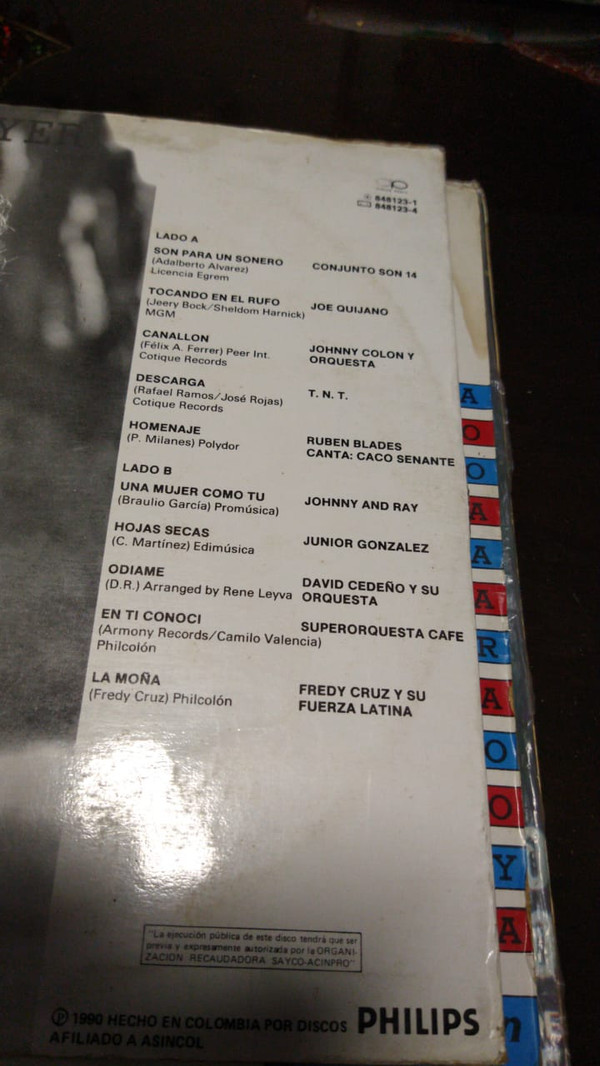 YER
848123-1
848123-4
LADO A
SON PARA UN SONERO
(Adalberto Alvarez)
Licencia Egrem
CONJUNTO SON 14
TOCANDO EN EL RUFO
(Jeery Bock/Sheldom Harnick)
MGM
JOE QUIJANO
CANALLON
(Félix A. Ferrer) Peer Int.
Cotique Records
JOHNNY COLON Y
ORQUESTA
DESCARGA
(Rafael Ramos/José Rojas)
Cotique Records
T. N. T.
HOMENAJE
(P. Milanes) Polydor
RUBEN BLADES
CANTA: CACO SENANTE
LADO B
UNA MUJER COMO TU
(Braulio García) Promúsica)
JOHNNY AND RAY
HOJAS SECAS
(C. Martínez) Edimúsica
JUNIOR GONZALEZ
ODIAME
(D.R.) Arranged by Rene Leyva
DAVID CEDEÑO Y SU
ORQUESTA
EN TI CONOCI
(Armony Records/Camilo Valencia)
Philcolón
SUPERORQUESTA CAFE
LA MOÑA
(Fredy Cruz) Philcolón
FREDY CRUZ Y SU
FUERZA LATINA
"La ejecución pública de este disco tendrá que ser
previa y expresamente autorizada por la ORGANI-
ZACION RECAUDADORA SAYCO-ACINPRO"
Ⓟ 1990 HECHO EN COLOMBIA POR DISCOS PHILIPS
AFILIADO A ASINCOL
A
O
O
A
A
A
R
A
O
O
Y
A
n